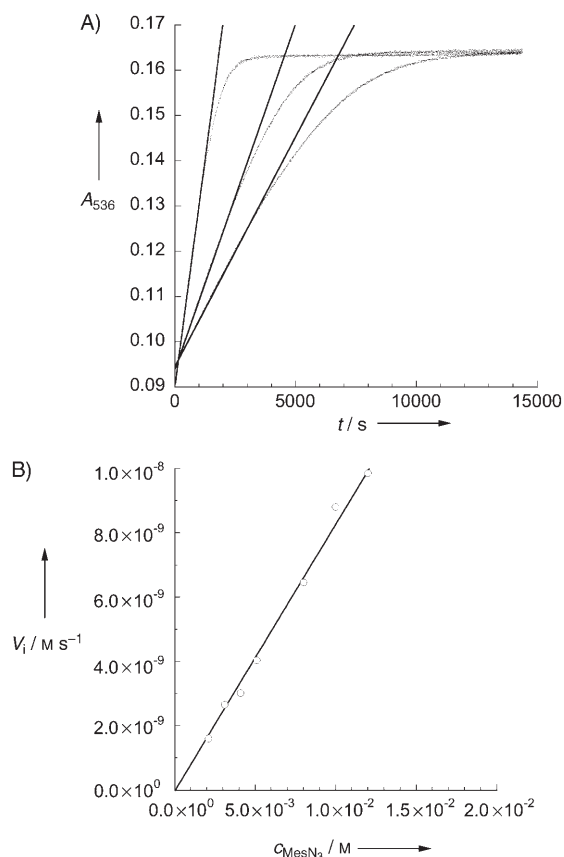 A)
0.17
0.16
0.15
0.14
A₅₃₆
0.13
0.12
0.11
0.10
0.09
0 5000 10000 15000
t / s
B)
1.0×10⁻⁸
8.0×10⁻⁹
6.0×10⁻⁹
Vᵢ / M s⁻¹
4.0×10⁻⁹
2.0×10⁻⁹
0.0×10⁰
0.0×10⁰ 5.0×10⁻³ 1.0×10⁻² 1.5×10⁻² 2.0×10⁻²
c_MesN₃ / M